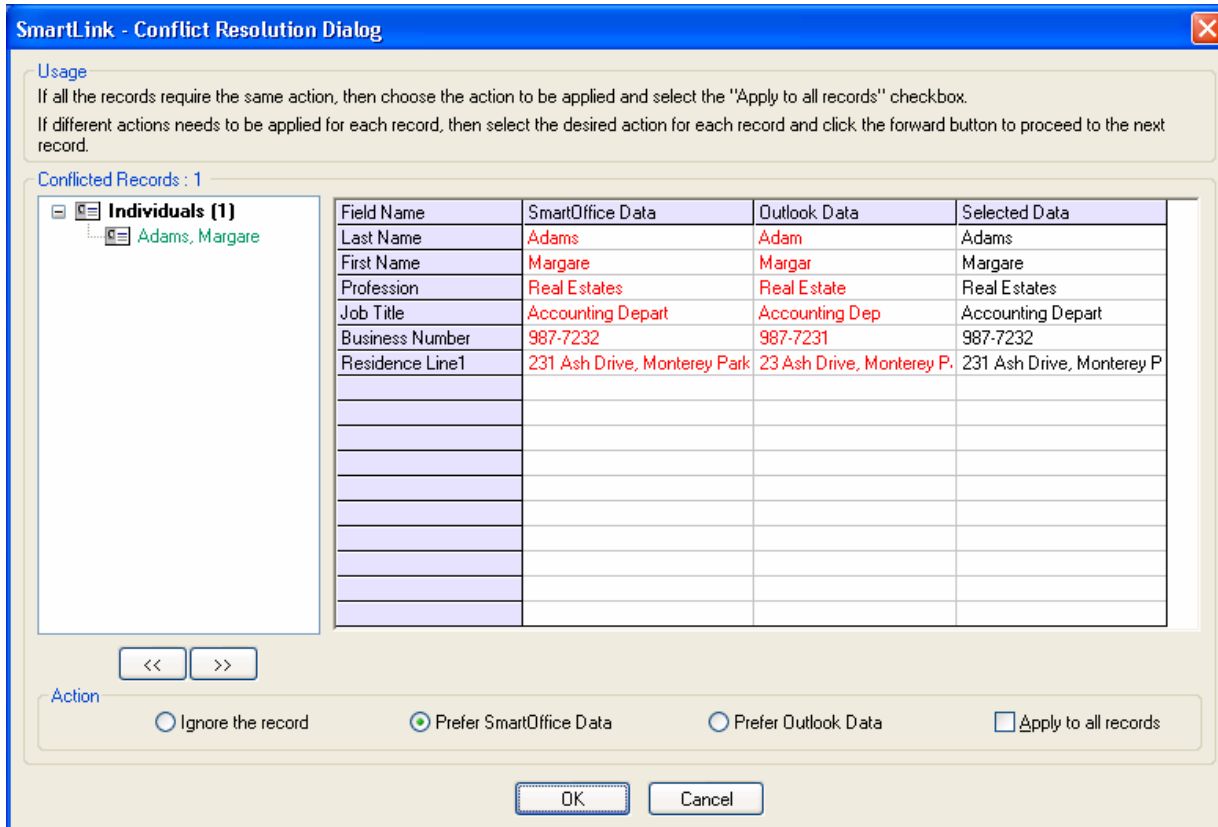 SmartLink - Conflict Resolution Dialog
Usage
If all the records require the same action, then choose the action to be applied and select the "Apply to all records" checkbox.
If different actions needs to be applied for each record, then select the desired action for each record and click the forward button to proceed to the next
record.
Conflicted Records : 1
Individuals (1)
Adams, Margare
Field Name SmartOffice Data Outlook Data Selected Data
Last Name Adams Adam Adams
First Name Margare Margar Margare
Profession Real Estates Real Estate Real Estates
Job Title Accounting Depart Accounting Dep Accounting Depart
Business Number 987-7232 987-7231 987-7232
Residence Line1 231 Ash Drive, Monterey Park 23 Ash Drive, Monterey P 231 Ash Drive, Monterey P
<< >>
Action
Ignore the record Prefer SmartOffice Data Prefer Outlook Data Apply to all records
OK Cancel